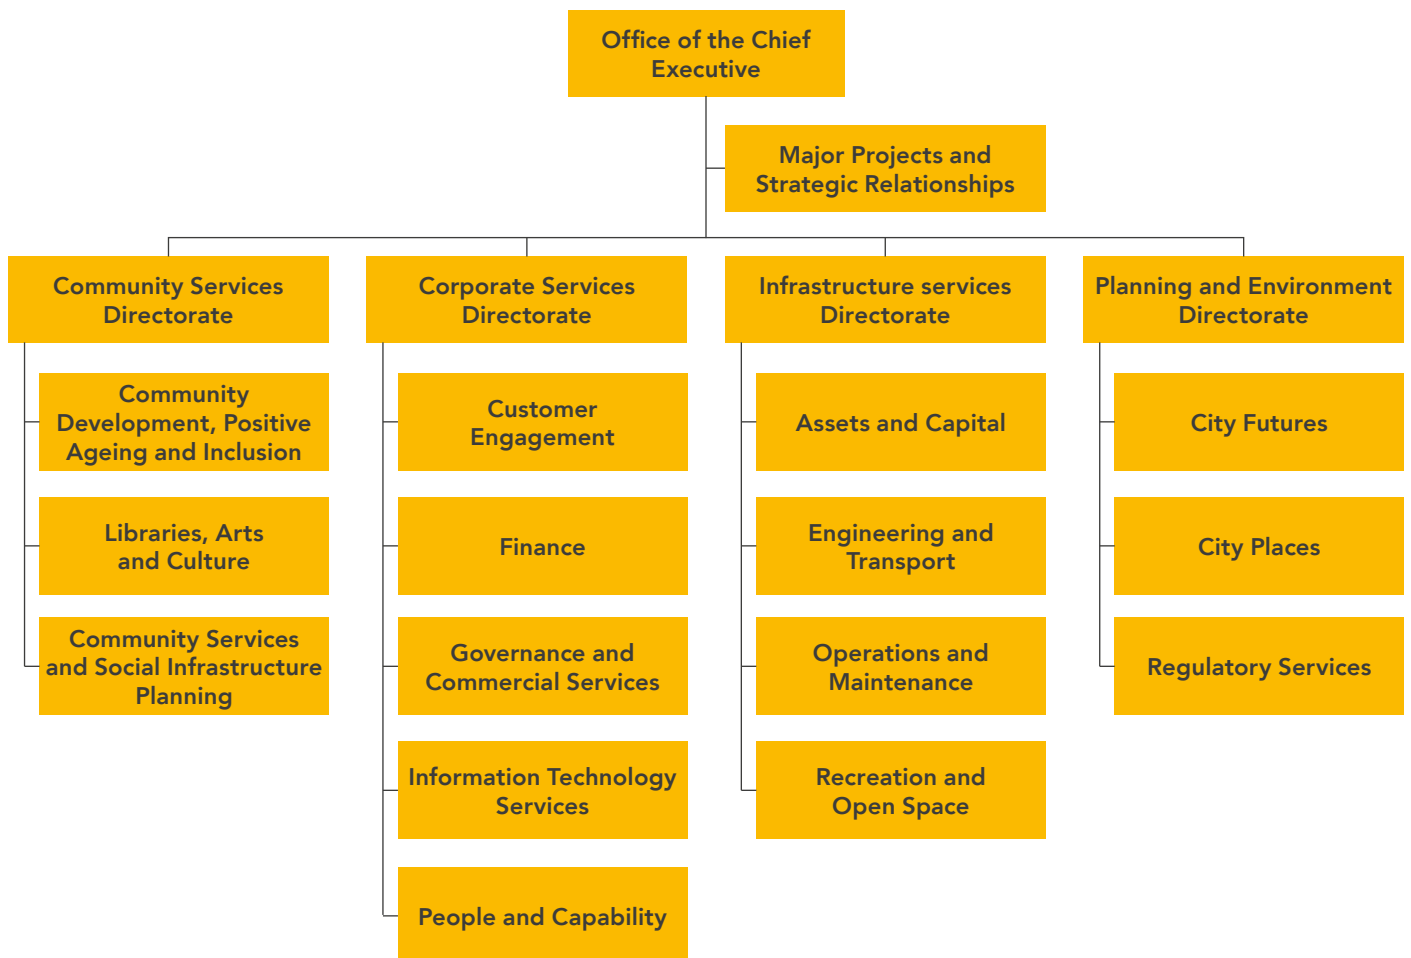 Office of the Chief
Executive
Major Projects and
Strategic Relationships
Community Services
Directorate
Community
Development, Positive
Ageing and Inclusion
Libraries, Arts
and Culture
Community Services
and Social Infrastructure
Planning
Corporate Services
Directorate
Customer
Engagement
Finance
Governance and
Commercial Services
Information Technology
Services
People and Capability
Infrastructure services
Directorate
Assets and Capital
Engineering and
Transport
Operations and
Maintenance
Recreation and
Open Space
Planning and Environment
Directorate
City Futures
City Places
Regulatory Services